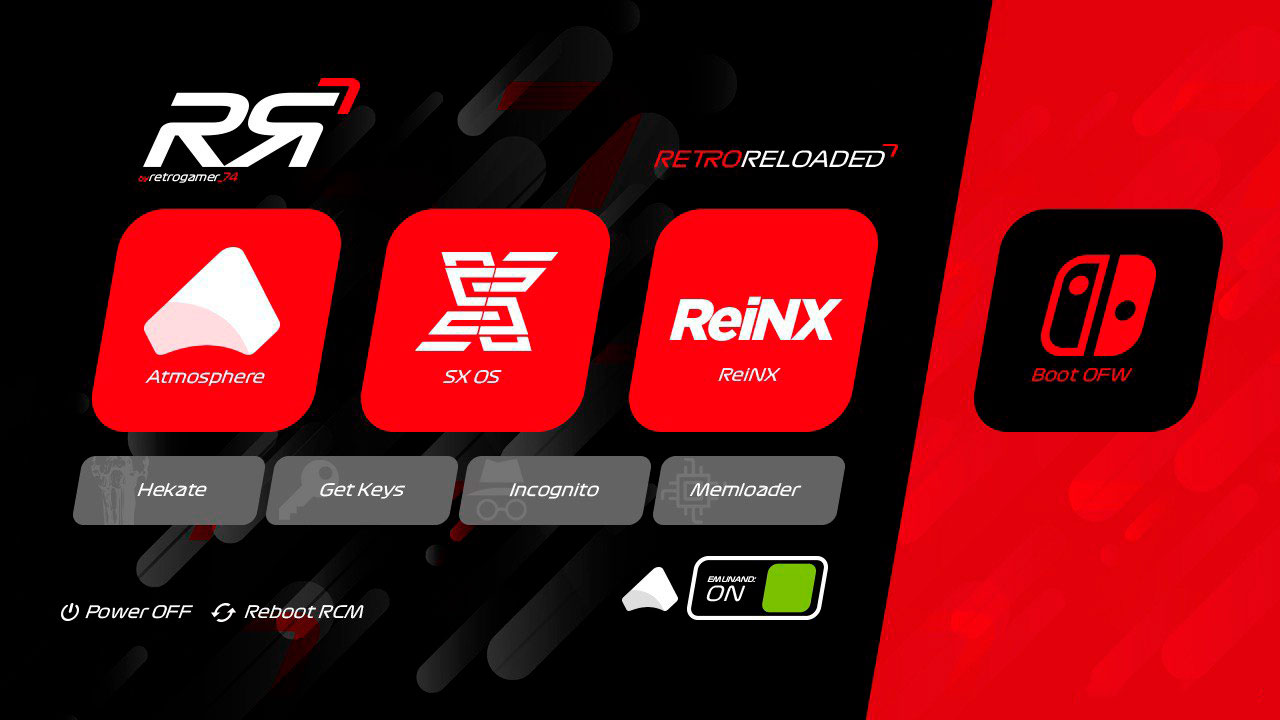 RR
by retrogamer_74
RETRORELOADED
Atmosphere
SX OS
ReiNX
ReiNX
Boot OFW
Hekate
Get Keys
Incognito
Memloader
EMUNAND:
ON
Power OFF
Reboot RCM